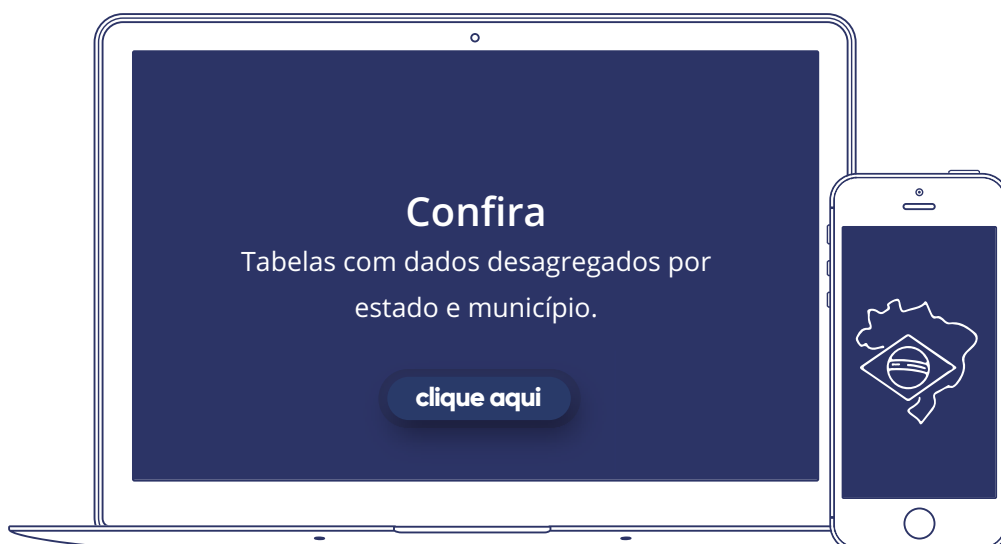 Confira
Tabelas com dados desagregados por
estado e município.
clique aqui